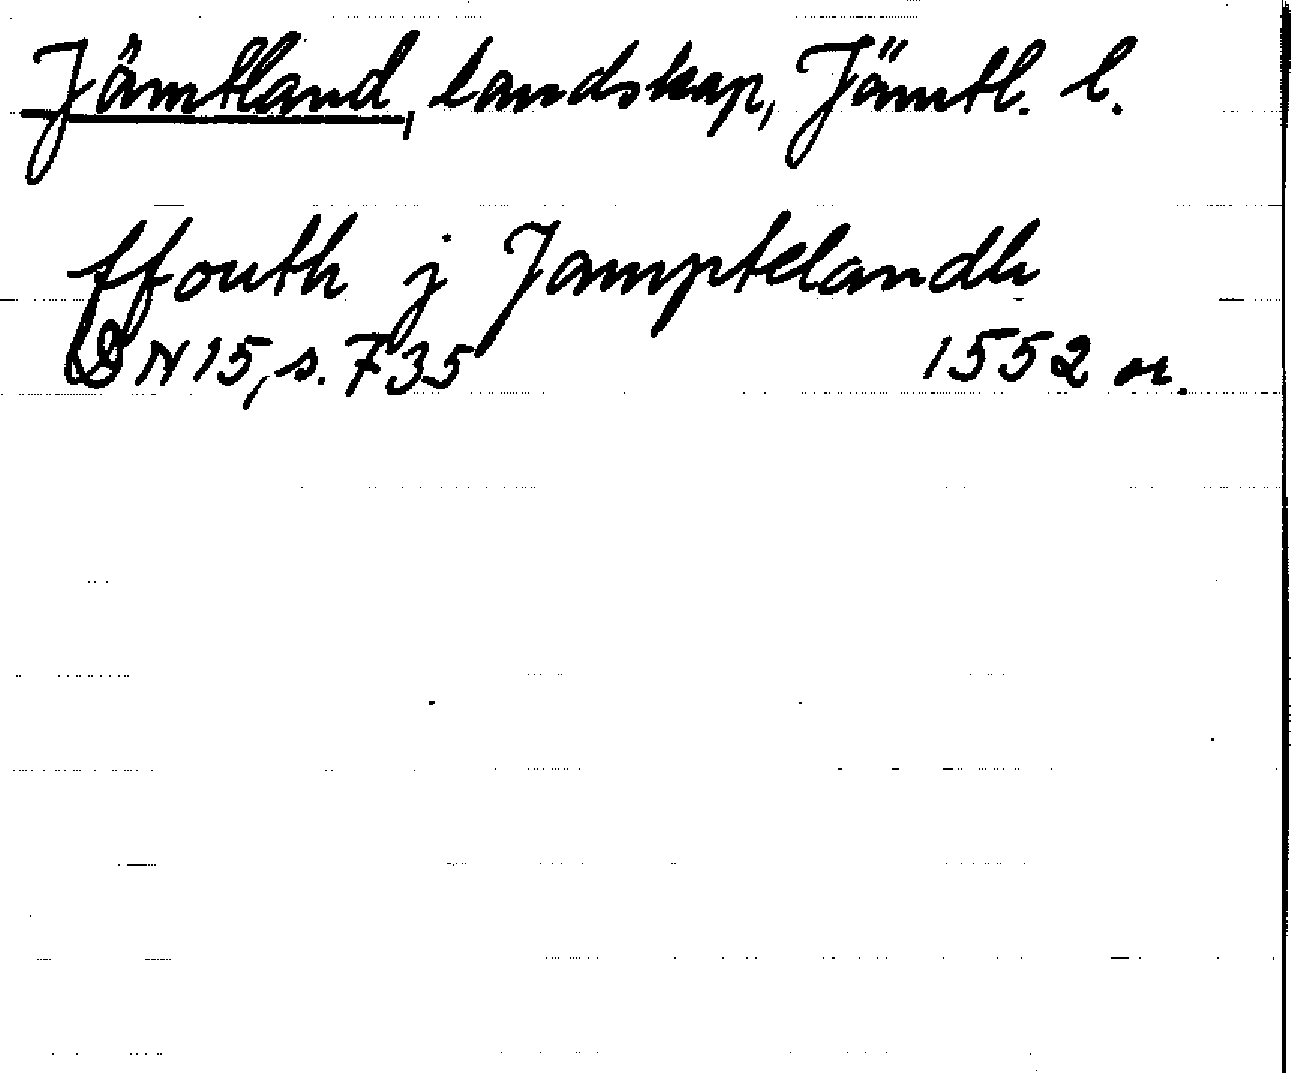 Jämtland, landskap, Jämtl. l.
ffouth j Jamptelandh
DN 15, s. 735 1552 or.